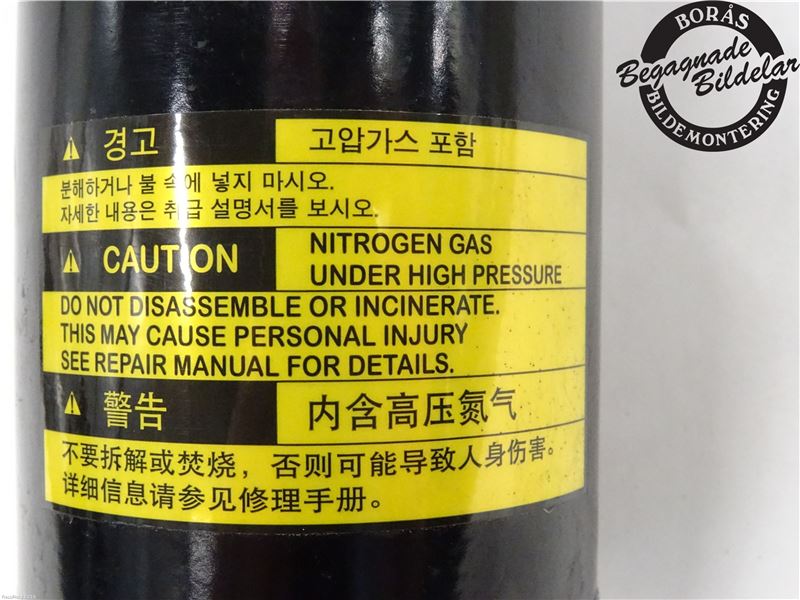 BORÅS
Begagnade
Bildelar
BILDEMONTERING
경고
고압가스 포함
분해하거나 불 속에 넣지 마시오.
자세한 내용은 취급 설명서를 보시오.
CAUTION
NITROGEN GAS
UNDER HIGH PRESSURE
DO NOT DISASSEMBLE OR INCINERATE.
THIS MAY CAUSE PERSONAL INJURY
SEE REPAIR MANUAL FOR DETAILS.
警告
内含高压氮气
不要拆解或焚烧，否则可能导致人身伤害。
详细信息请参见修理手册。